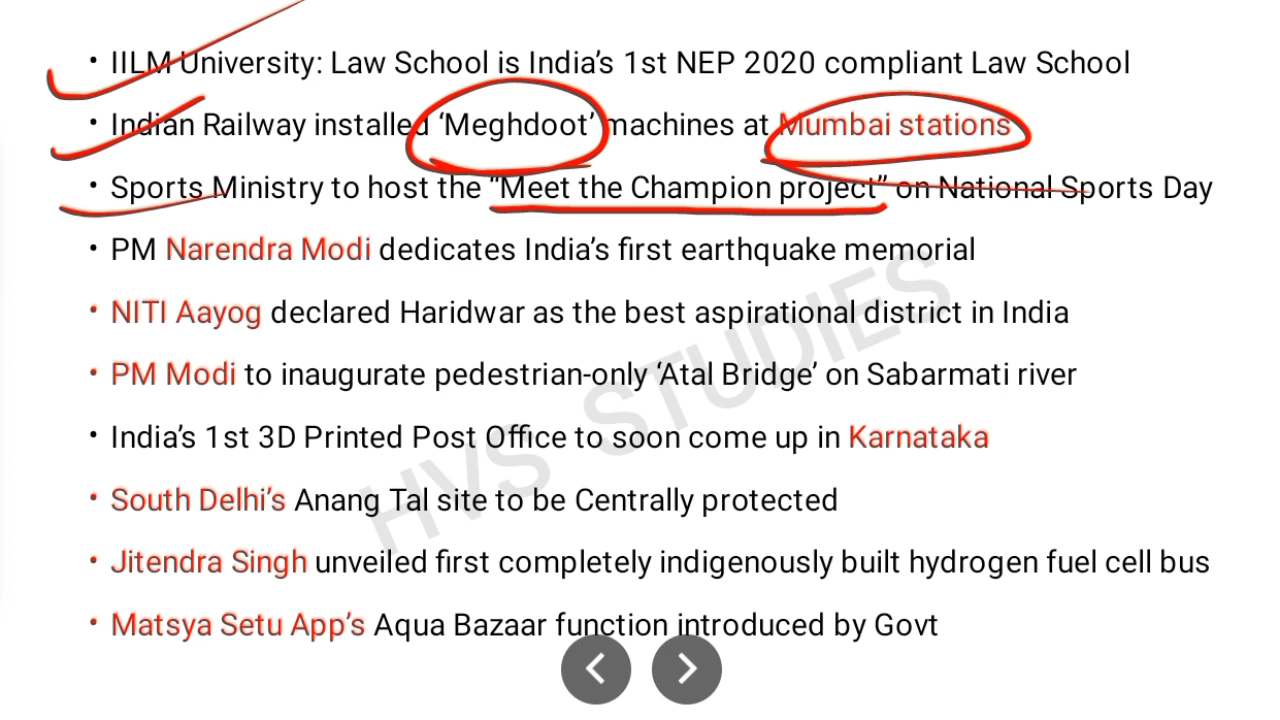 • IILM University: Law School is India’s 1st NEP 2020 compliant Law School
• Indian Railway installed ‘Meghdoot’ machines at Mumbai stations
• Sports Ministry to host the “Meet the Champion project” on National Sports Day
• PM Narendra Modi dedicates India’s first earthquake memorial
• NITI Aayog declared Haridwar as the best aspirational district in India
• PM Modi to inaugurate pedestrian-only ‘Atal Bridge’ on Sabarmati river
• India’s 1st 3D Printed Post Office to soon come up in Karnataka
• South Delhi’s Anang Tal site to be Centrally protected
• Jitendra Singh unveiled first completely indigenously built hydrogen fuel cell bus
• Matsya Setu App’s Aqua Bazaar function introduced by Govt
HVS STUDIES